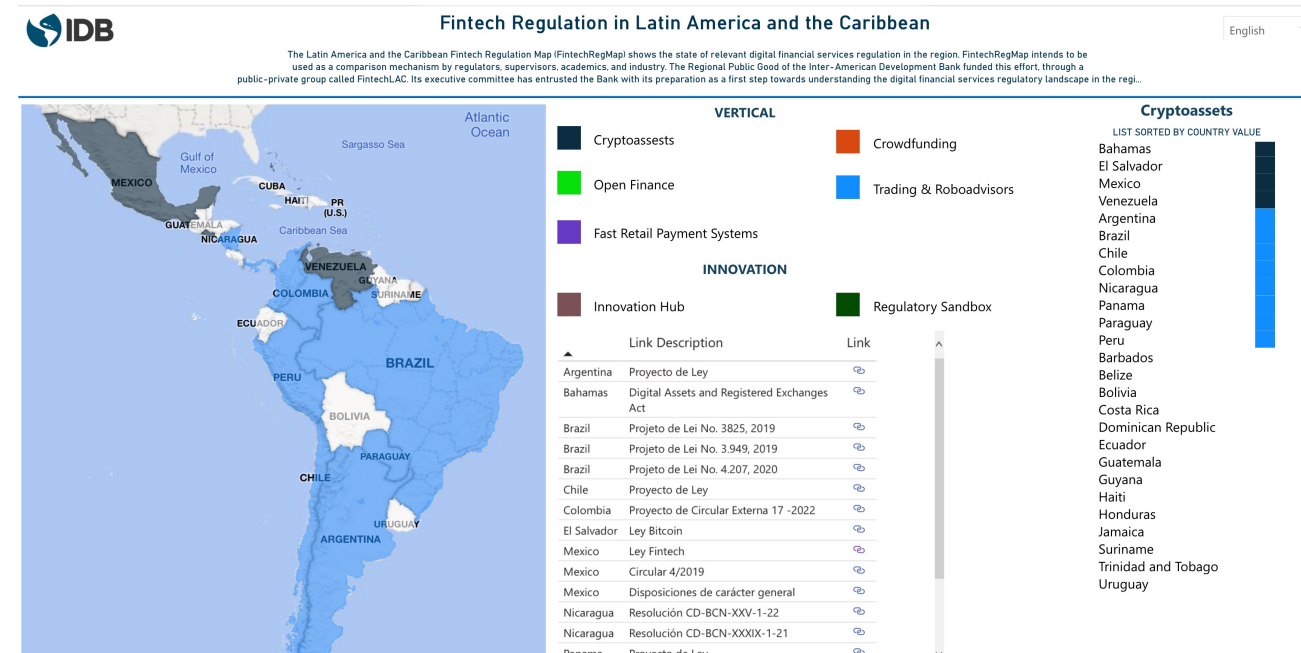 IDB
Fintech Regulation in Latin America and the Caribbean
English
The Latin America and the Caribbean Fintech Regulation Map (FintechRegMap) shows the state of relevant digital financial services regulation in the region. FintechRegMap intends to be
used as a comparison mechanism by regulators, supervisors, academics, and industry. The Regional Public Good of the Inter-American Development Bank funded this effort, through a
public-private group called FintechLAC. Its executive committee has entrusted the Bank with its preparation as a first step towards understanding the digital financial services regulatory landscape in the regi...
Atlantic
Ocean
Sargasso Sea
Gulf of
Mexico
MEXICO
CUBA
HAITI
PR
(U.S.)
GUATEMALA
NICARAGUA
Caribbean Sea
VENEZUELA
GUYANA
COLOMBIA
SURINAME
ECUADOR
BRAZIL
PERU
BOLIVIA
PARAGUAY
CHILE
URUGUAY
ARGENTINA
VERTICAL
Cryptoassests
Crowdfunding
Open Finance
Trading & Roboadvisors
Fast Retail Payment Systems
INNOVATION
Innovation Hub
Regulatory Sandbox
Link Description Link
Argentina Proyecto de Ley
Bahamas Digital Assets and Registered Exchanges
Act
Brazil Projeto de Lei No. 3825, 2019
Brazil Projeto de Lei No. 3.949, 2019
Brazil Projeto de Lei No. 4.207, 2020
Chile Proyecto de Ley
Colombia Proyecto de Circular Externa 17 -2022
El Salvador Ley Bitcoin
Mexico Ley Fintech
Mexico Circular 4/2019
Mexico Disposiciones de carácter general
Nicaragua Resolución CD-BCN-XXV-1-22
Nicaragua Resolución CD-BCN-XXXIX-1-21
Panama Proyecto de Ley
Cryptoassets
LIST SORTED BY COUNTRY VALUE
Bahamas
El Salvador
Mexico
Venezuela
Argentina
Brazil
Chile
Colombia
Nicaragua
Panama
Paraguay
Peru
Barbados
Belize
Bolivia
Costa Rica
Dominican Republic
Ecuador
Guatemala
Guyana
Haiti
Honduras
Jamaica
Suriname
Trinidad and Tobago
Uruguay